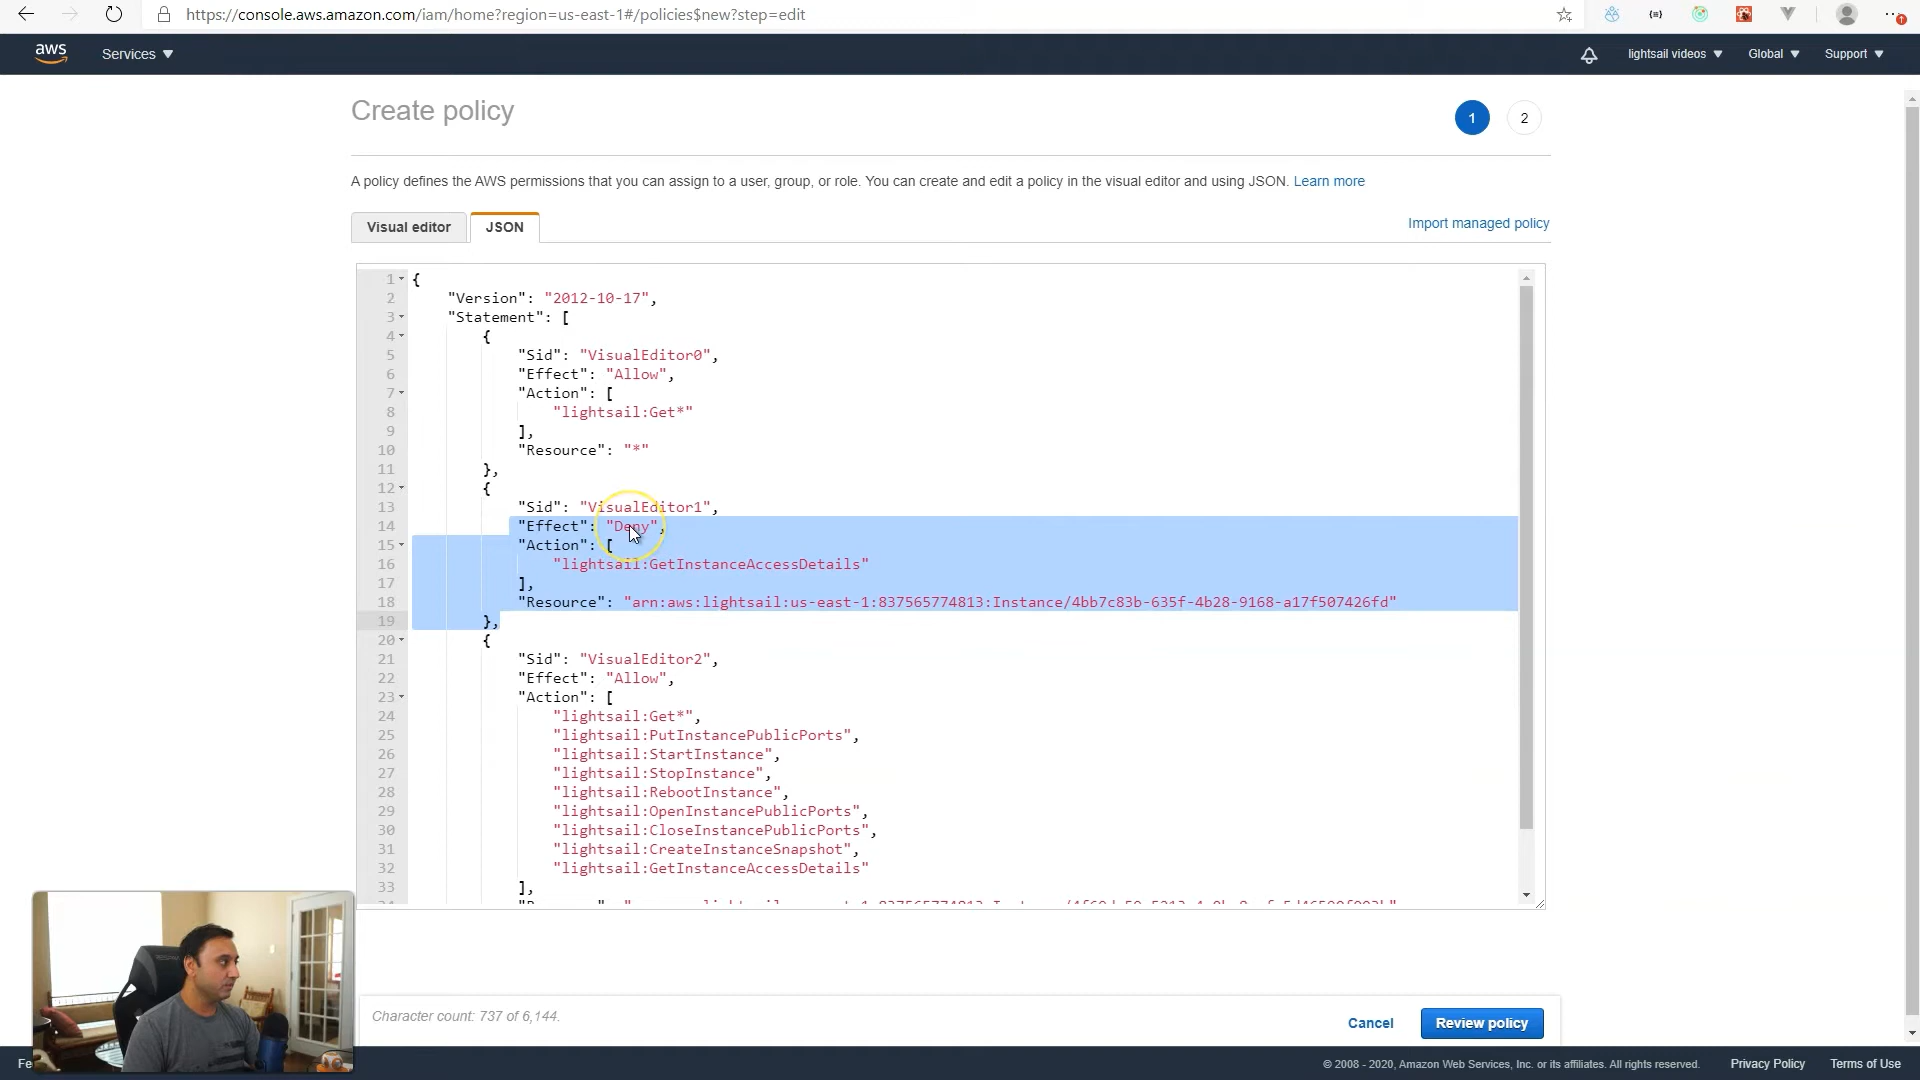 https://console.aws.amazon.com/iam/home?region=us-east-1#/policies$new?step=edit
aws
Services
lightsail videos
Global
Support
Create policy
1
2
A policy defines the AWS permissions that you can assign to a user, group, or role. You can create and edit a policy in the visual editor and using JSON. Learn more
Visual editor
JSON
Import managed policy
1 {
2 "Version": "2012-10-17",
3 "Statement": [
4 {
5 "Sid": "VisualEditor0",
6 "Effect": "Allow",
7 "Action": [
8 "lightsail:Get*"
9 ],
10 "Resource": "*"
11 },
12 {
13 "Sid": "VisualEditor1",
14 "Effect": "Deny",
15 "Action": [
16 "lightsail:GetInstanceAccessDetails"
17 ],
18 "Resource": "arn:aws:lightsail:us-east-1:837565774813:Instance/4bb7c83b-635f-4b28-9168-a17f507426fd"
19 },
20 {
21 "Sid": "VisualEditor2",
22 "Effect": "Allow",
23 "Action": [
24 "lightsail:Get*",
25 "lightsail:PutInstancePublicPorts",
26 "lightsail:StartInstance",
27 "lightsail:StopInstance",
28 "lightsail:RebootInstance",
29 "lightsail:OpenInstancePublicPorts",
30 "lightsail:CloseInstancePublicPorts",
31 "lightsail:CreateInstanceSnapshot",
32 "lightsail:GetInstanceAccessDetails"
33 ],
Character count: 737 of 6,144.
Cancel
Review policy
Fe
© 2008 - 2020, Amazon Web Services, Inc. or its affiliates. All rights reserved.
Privacy Policy
Terms of Use